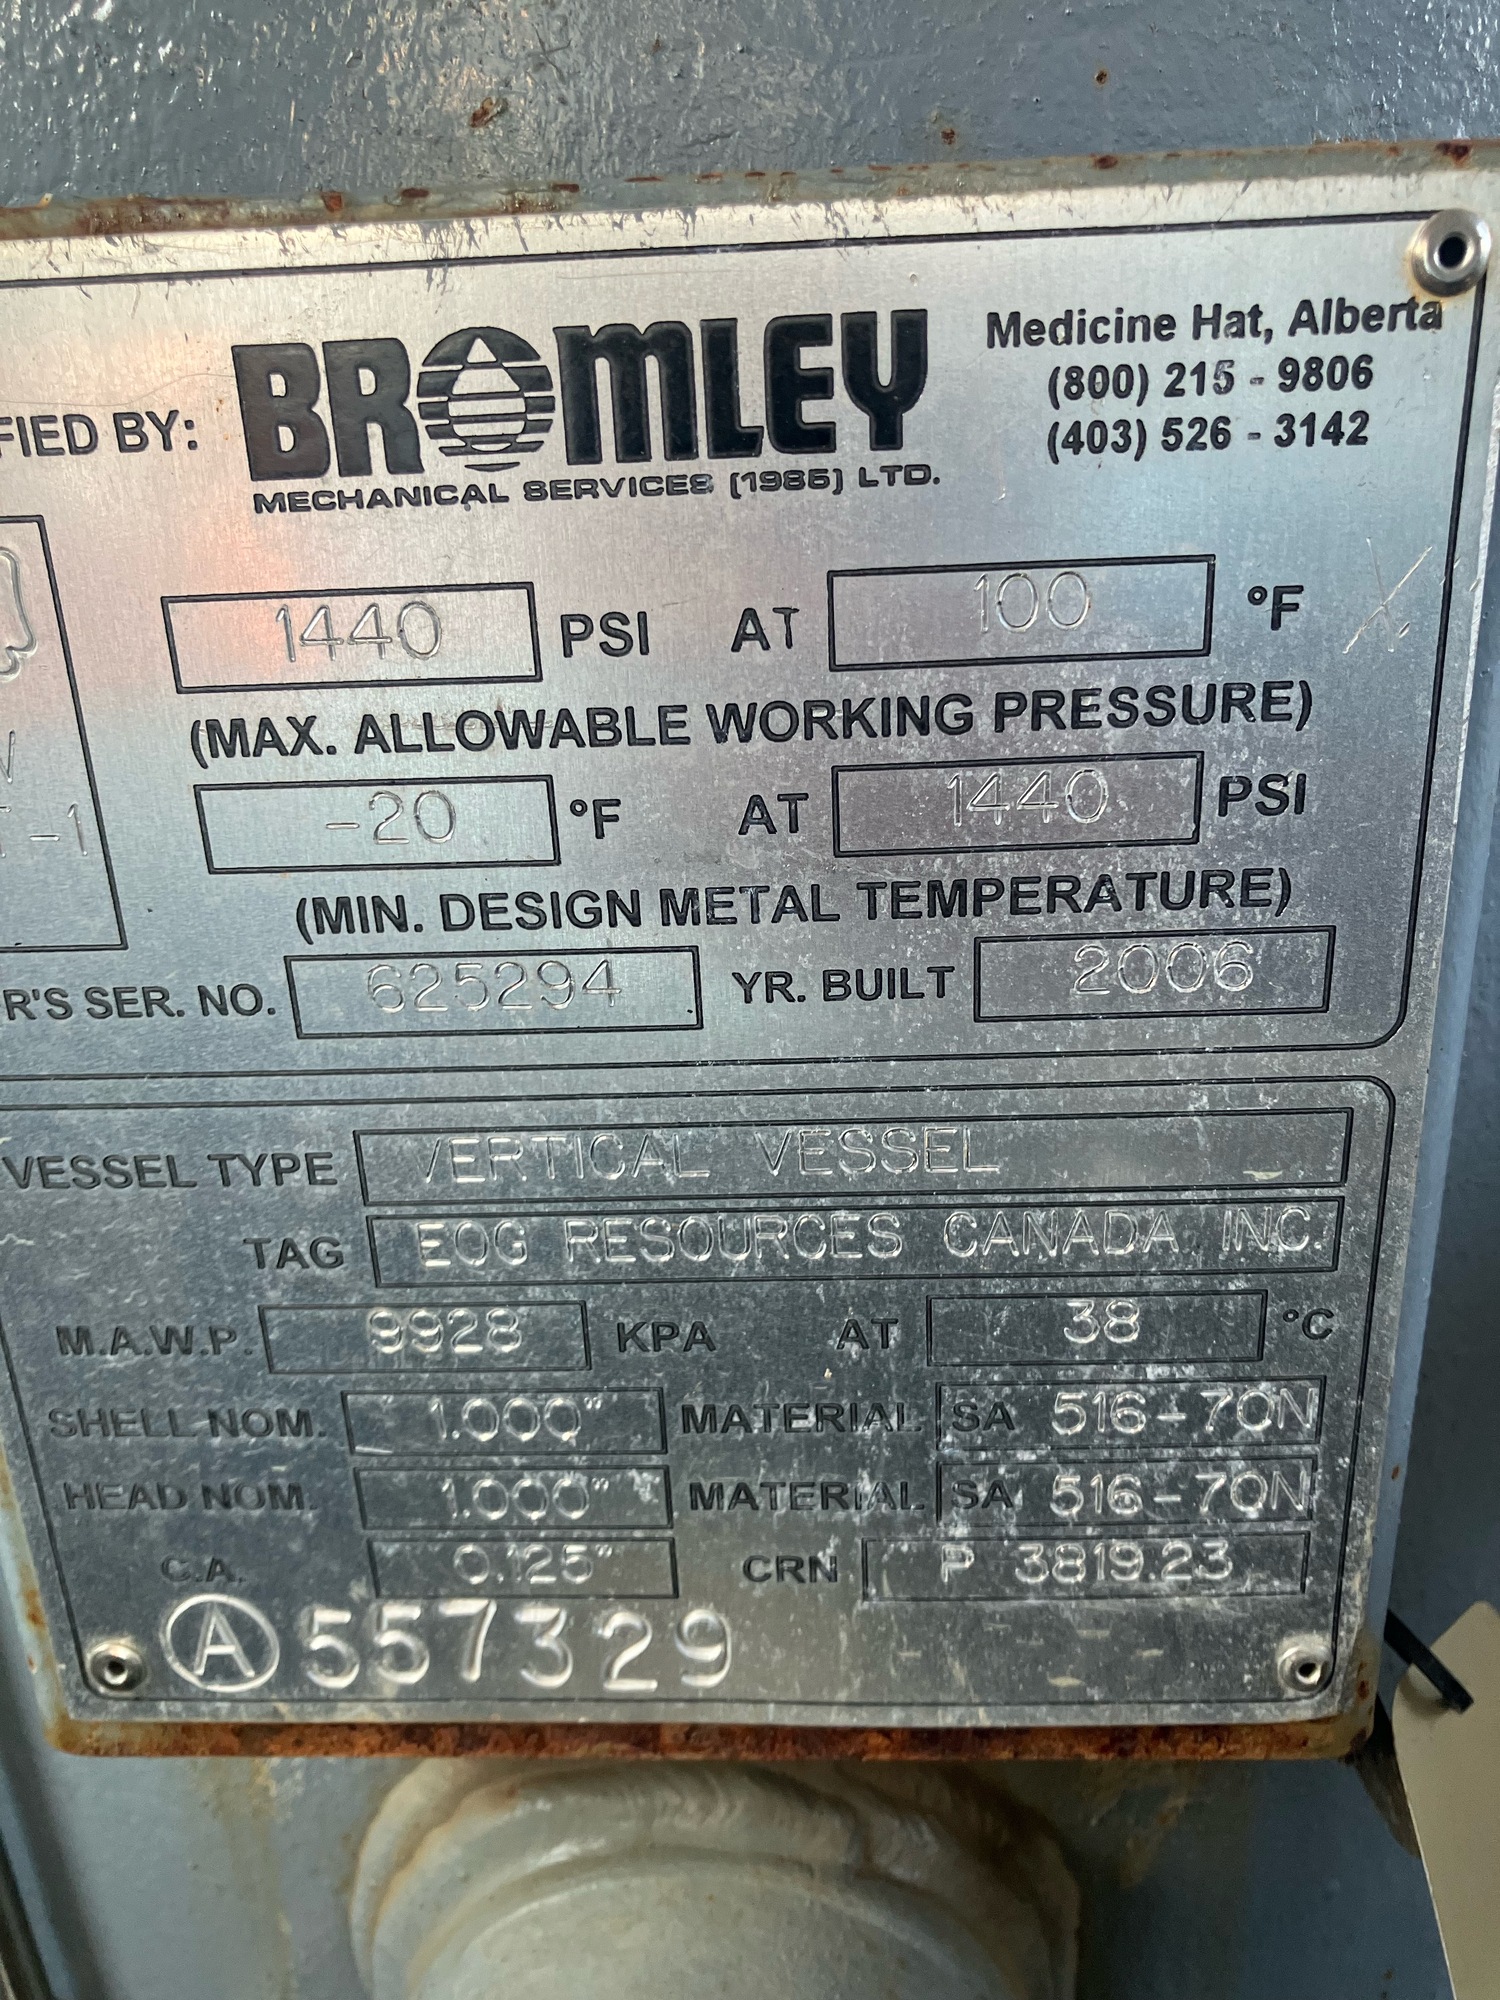 FIED BY: BROMLEY
MECHANICAL SERVICES (1985) LTD.
Medicine Hat, Alberta
(800) 215 - 9806
(403) 526 - 3142
1440 PSI AT 100 °F
(MAX. ALLOWABLE WORKING PRESSURE)
-20 °F AT 1440 PSI
-1
(MIN. DESIGN METAL TEMPERATURE)
R'S SER. NO. 625294 YR. BUILT 2006
VESSEL TYPE VERTICAL VESSEL
TAG EOG RESOURCES CANADA INC.
M.A.W.P. 9928 KPA AT 38 °C
SHELL NOM. 1.000" MATERIAL SA 516-70N
HEAD NOM. 1.000" MATERIAL SA 516-70N
C.A. 0.125" CRN P 3819.23
A 557329